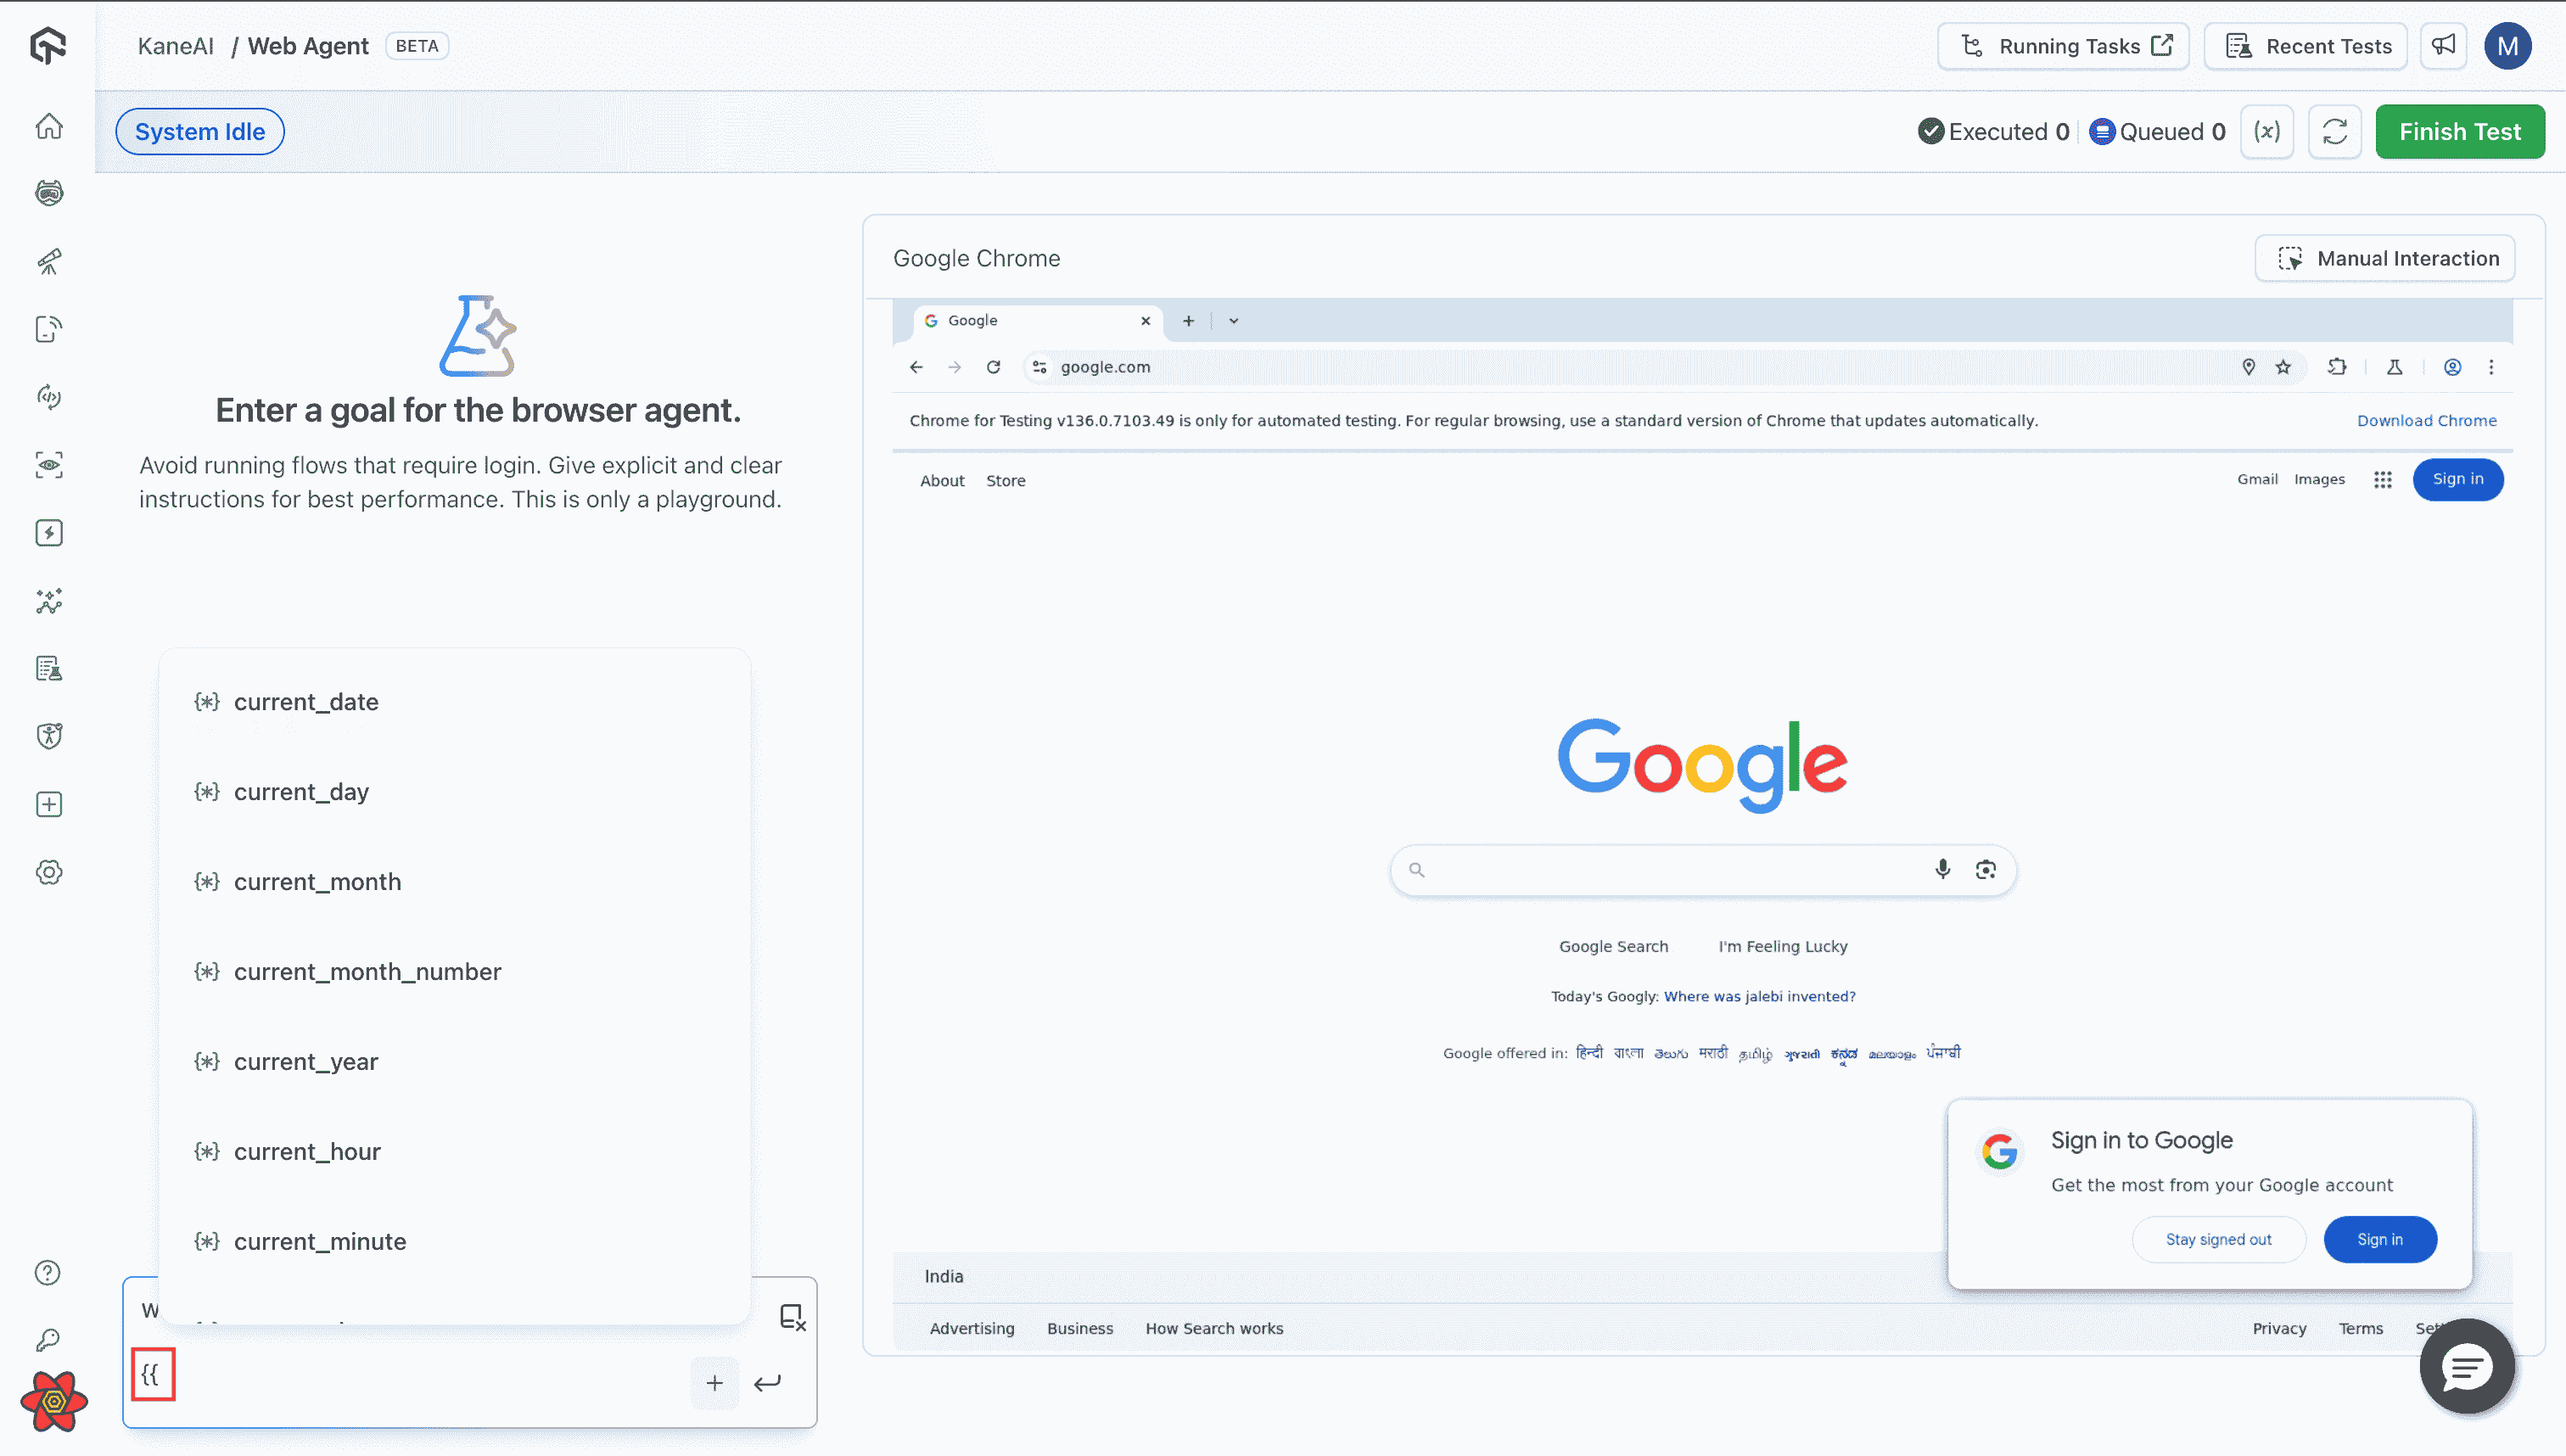 KaneAI / Web Agent BETA
Running Tasks
Recent Tests
M
System Idle
Executed 0
Queued 0
(x)
Finish Test
Enter a goal for the browser agent.
Avoid running flows that require login. Give explicit and clear
instructions for best performance. This is only a playground.
{*} current_date
{*} current_day
{*} current_month
{*} current_month_number
{*} current_year
{*} current_hour
{*} current_minute
W
{{
Google Chrome
Manual Interaction
Google
google.com
Chrome for Testing v136.0.7103.49 is only for automated testing. For regular browsing, use a standard version of Chrome that updates automatically.
Download Chrome
About Store
Gmail Images
Sign in
Google
Google Search I'm Feeling Lucky
Today's Googly: Where was jalebi invented?
Google offered in: हिन्दी বাংলা తెలుగు मराठी தமிழ் ગુજરાતી ಕನ್ನಡ മലയാളം ਪੰਜਾਬੀ
Sign in to Google
Get the most from your Google account
Stay signed out
Sign in
India
Advertising Business How Search works
Privacy Terms